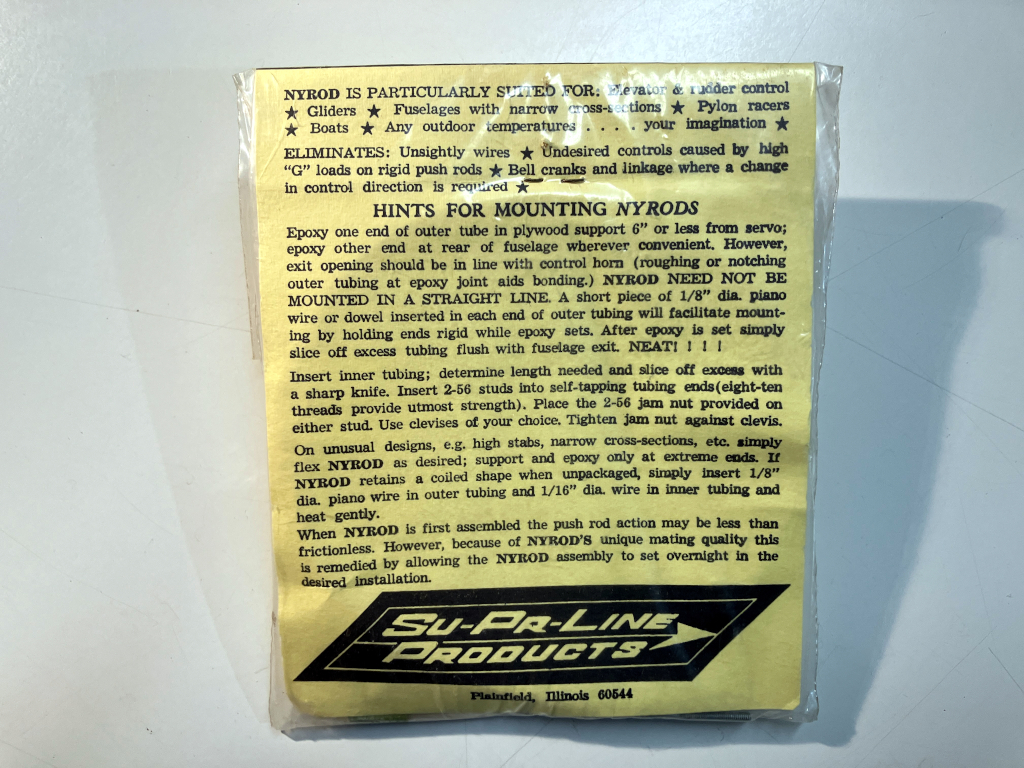 NYROD IS PARTICULARLY SUITED FOR: Elevator & rudder control
★ Gliders ★ Fuselages with narrow cross-sections ★ Pylon racers
★ Boats ★ Any outdoor temperatures . . . . your imagination ★
ELIMINATES: Unsightly wires ★ Undesired controls caused by high
"G" loads on rigid push rods ★ Bell cranks and linkage where a change
in control direction is required ★
HINTS FOR MOUNTING NYRODS
Epoxy one end of outer tube in plywood support 6" or less from servo;
epoxy other end at rear of fuselage wherever convenient. However,
exit opening should be in line with control horn (roughing or notching
outer tubing at epoxy joint aids bonding.) NYROD NEED NOT BE
MOUNTED IN A STRAIGHT LINE. A short piece of 1/8" dia. piano
wire or dowel inserted in each end of outer tubing will facilitate mount-
ing by holding ends rigid while epoxy sets. After epoxy is set simply
slice off excess tubing flush with fuselage exit. NEAT! ! ! !
Insert inner tubing; determine length needed and slice off excess with
a sharp knife. Insert 2-56 studs into self-tapping tubing ends(eight-ten
threads provide utmost strength). Place the 2-56 jam nut provided on
either stud. Use clevises of your choice. Tighten jam nut against clevis.
On unusual designs, e.g. high stabs, narrow cross-sections, etc. simply
flex NYROD as desired; support and epoxy only at extreme ends. If
NYROD retains a coiled shape when unpackaged, simply insert 1/8"
dia. piano wire in outer tubing and 1/16" dia. wire in inner tubing and
heat gently.
When NYROD is first assembled the push rod action may be less than
frictionless. However, because of NYROD'S unique mating quality this
is remedied by allowing the NYROD assembly to set overnight in the
desired installation.
SU-PR-LINE
PRODUCTS
Plainfield, Illinois 60544